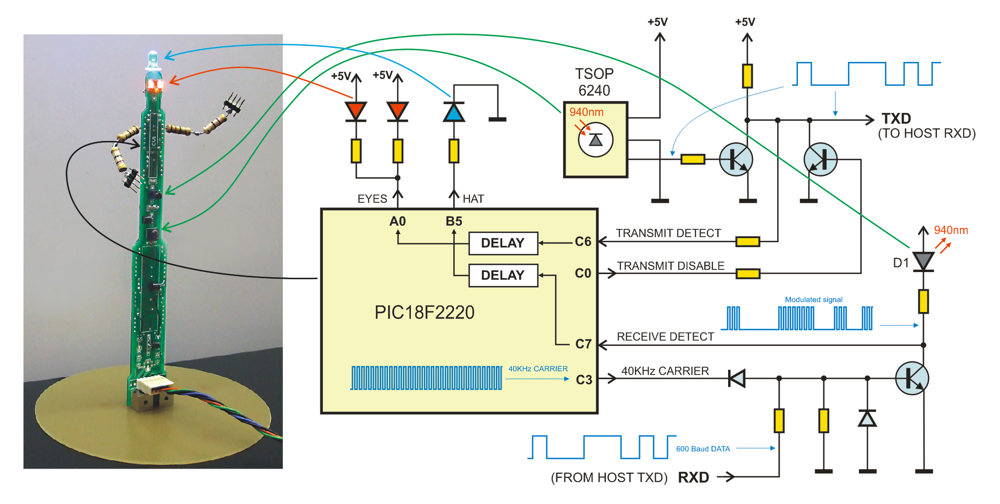 +5V
+5V
+5V
+5V
TSOP
6240
940nm
TXD
(TO HOST RXD)
CV1
EYES
HAT
A0
B5
DELAY
C6
TRANSMIT DETECT
DELAY
C0
TRANSMIT DISABLE
940nm
D1
PIC18F2220
Modulated signal
C7
RECEIVE DETECT
40KHz CARRIER
C3
40KHz CARRIER
600 Baud DATA
(FROM HOST TXD) RXD